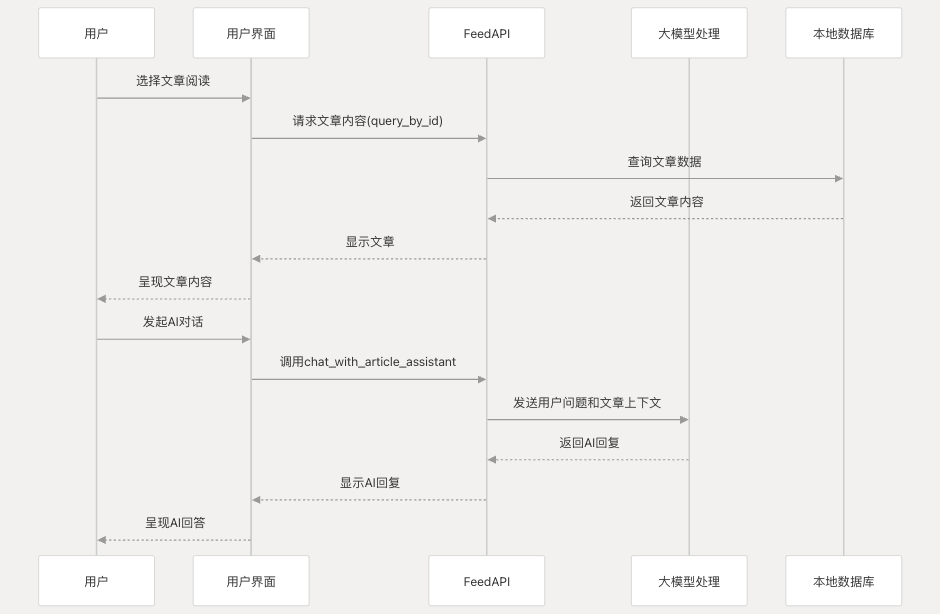 用户
用户界面
FeedAPI
大模型处理
本地数据库
选择文章阅读
请求文章内容(query_by_id)
查询文章数据
返回文章内容
显示文章
呈现文章内容
发起AI对话
调用chat_with_article_assistant
发送用户问题和文章上下文
返回AI回复
显示AI回复
呈现AI回答
用户
用户界面
FeedAPI
大模型处理
本地数据库